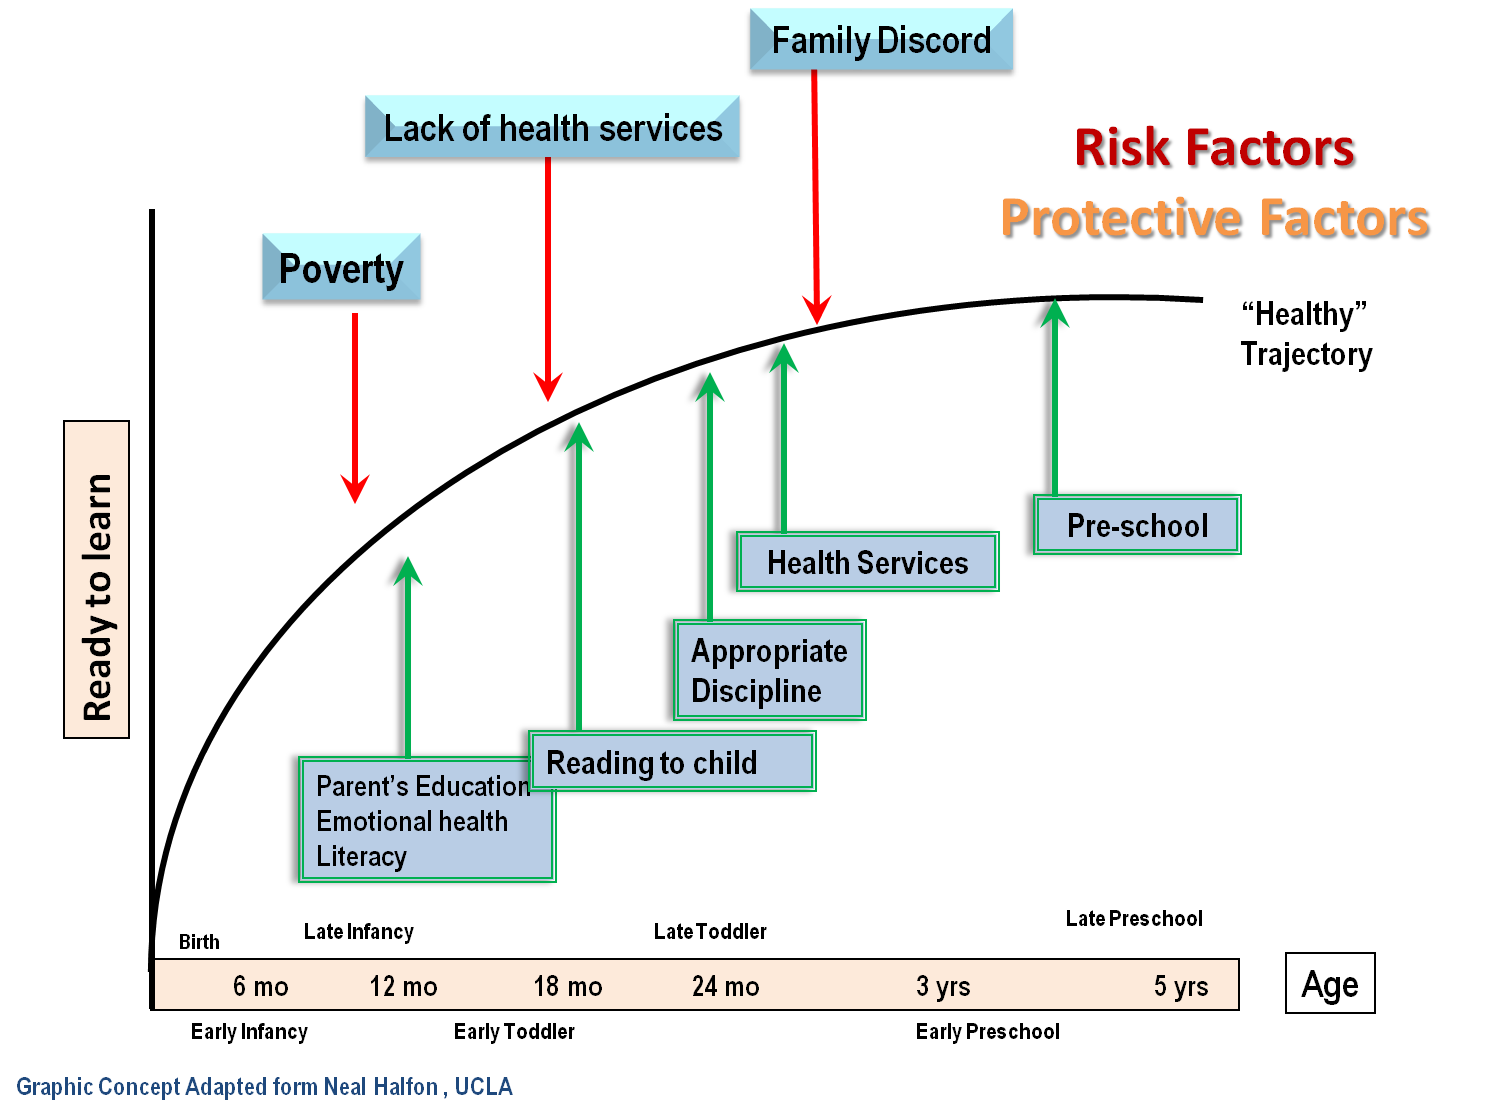 Family Discord
Lack of health services
Risk Factors
Protective Factors
Poverty
“Healthy”
Trajectory
Ready to learn
Pre-school
Health Services
Appropriate
Discipline
Reading to child
Parent’s Education
Emotional health
Literacy
Birth
Late Infancy
Late Toddler
Late Preschool
6 mo
12 mo
18 mo
24 mo
3 yrs
5 yrs
Age
Early Infancy
Early Toddler
Early Preschool
Graphic Concept Adapted form Neal Halfon , UCLA